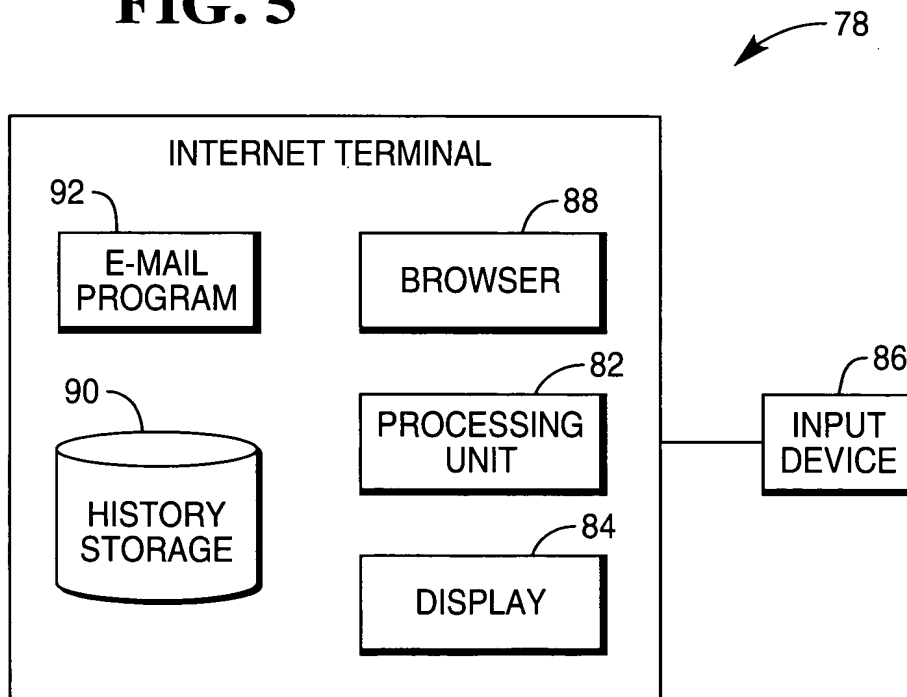 FIG. 5
78
INTERNET TERMINAL
92
88
E-MAIL
PROGRAM
BROWSER
90
82
86
HISTORY
STORAGE
PROCESSING
UNIT
INPUT
DEVICE
84
DISPLAY